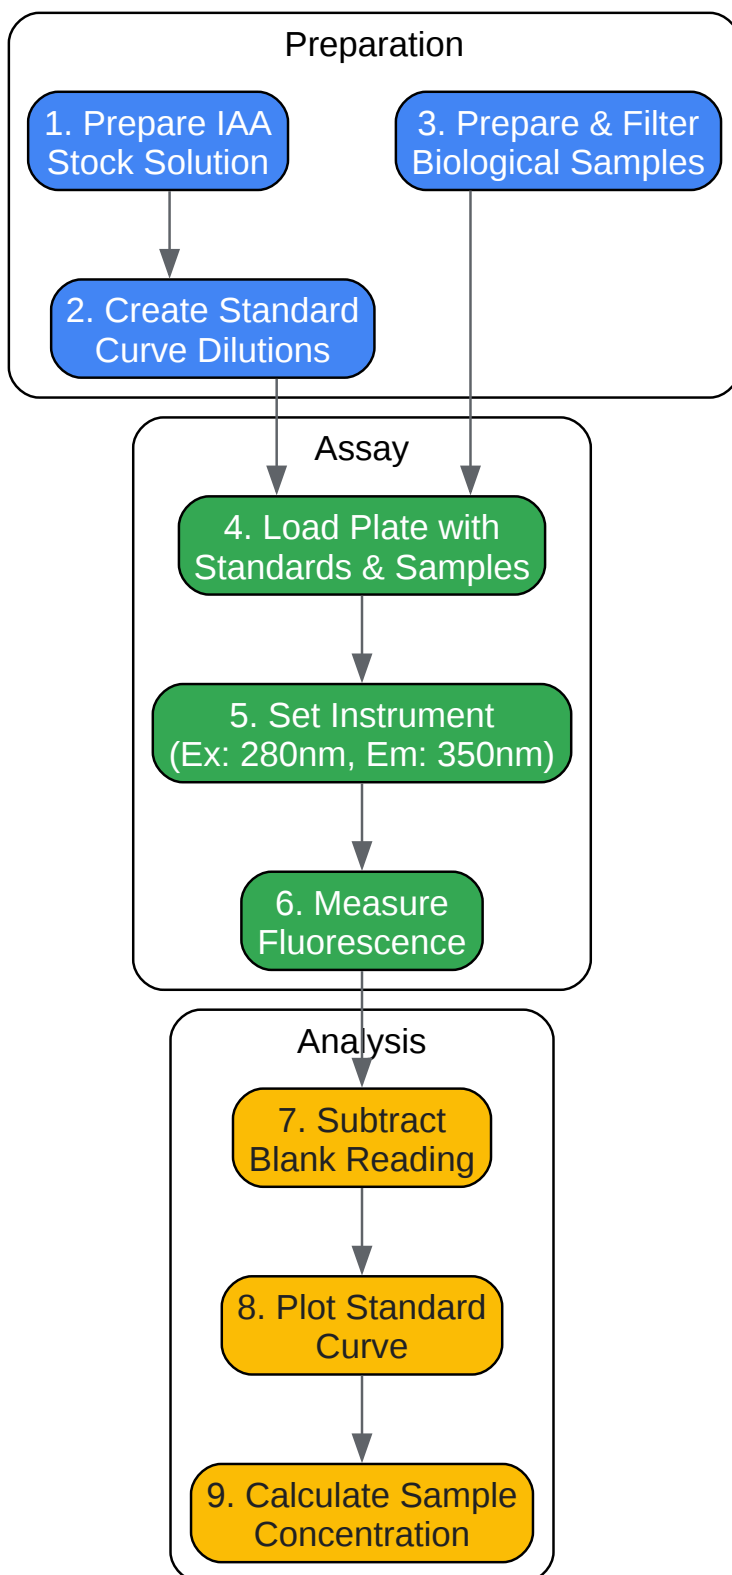 Preparation
1. Prepare IAA
Stock Solution
3. Prepare & Filter
Biological Samples
2. Create Standard
Curve Dilutions
Assay
4. Load Plate with
Standards & Samples
5. Set Instrument
(Ex: 280nm, Em: 350nm)
6. Measure
Fluorescence
Analysis
7. Subtract
Blank Reading
8. Plot Standard
Curve
9. Calculate Sample
Concentration